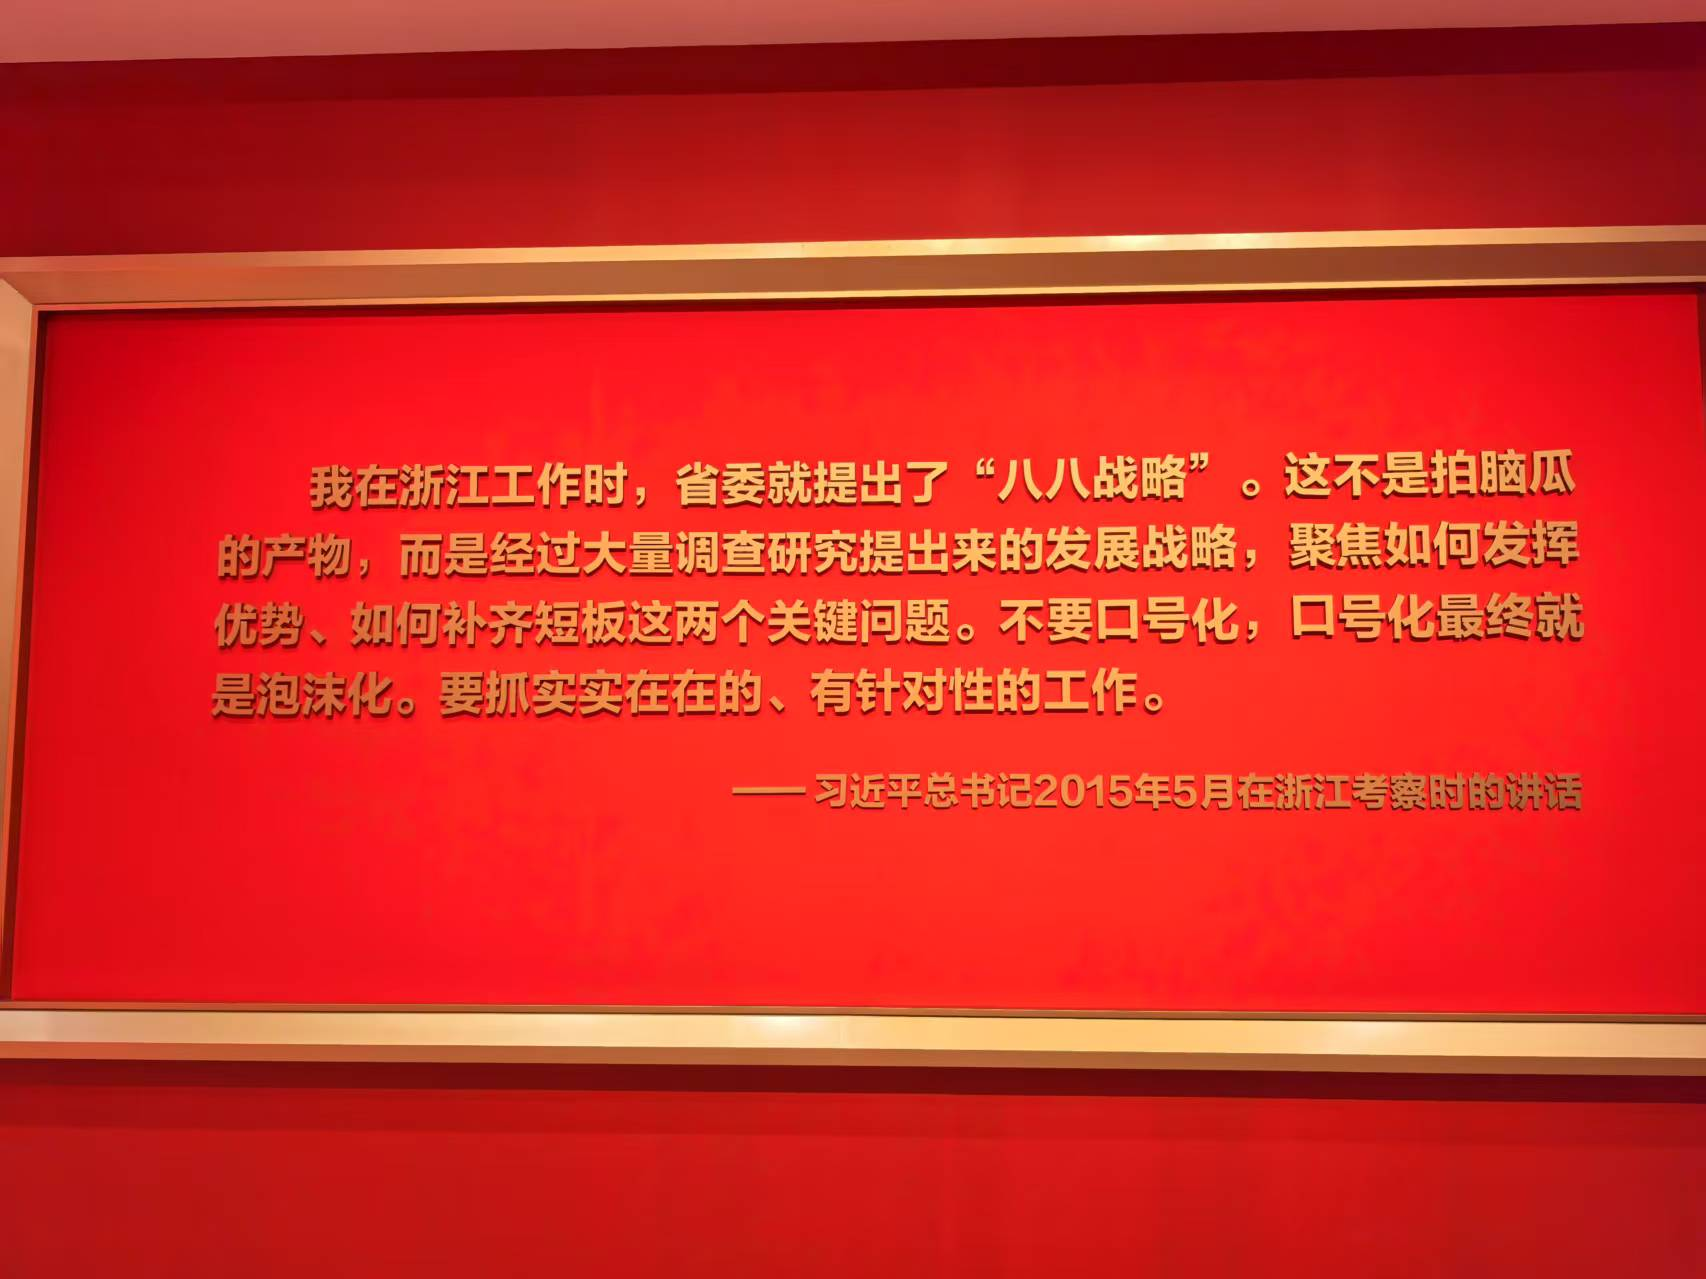 我在浙江工作时，省委就提出了“八八战略”。这不是拍脑瓜
的产物，而是经过大量调查研究提出来的发展战略，聚焦如何发挥
优势、如何补齐短板这两个关键问题。不要口号化，口号化最终就
是泡沫化。要抓实实在在的、有针对性的工作。
——习近平总书记2015年5月在浙江考察时的讲话